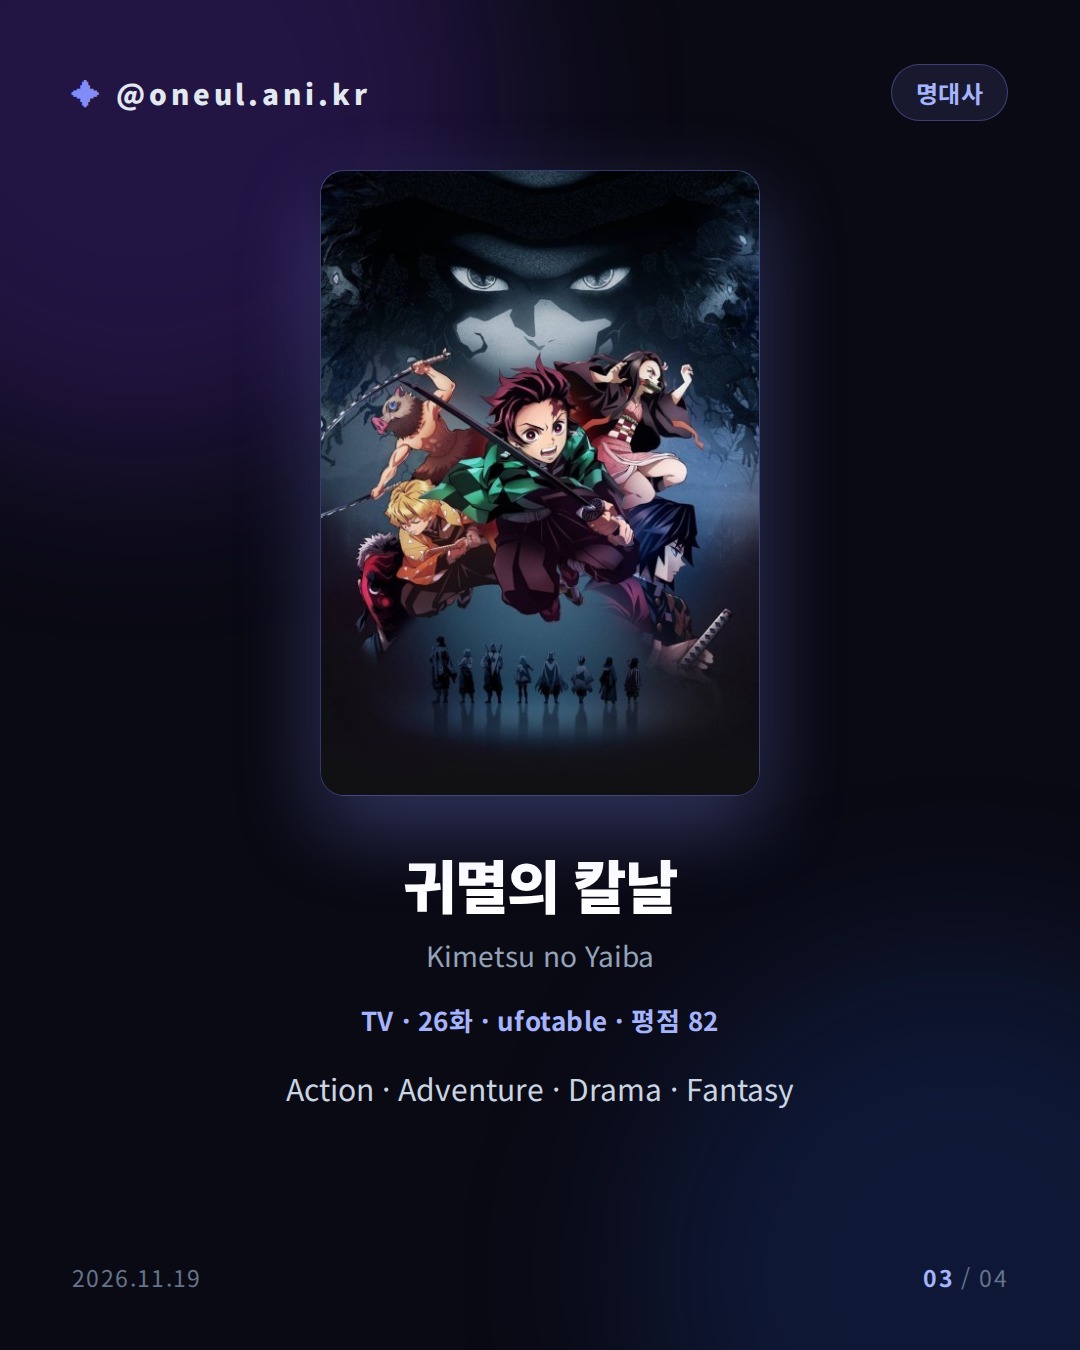 @oneul.ani.kr
명대사
귀멸의 칼날
Kimetsu no Yaiba
TV · 26화 · ufotable · 평점 82
Action · Adventure · Drama · Fantasy
2026.11.19
03 / 04